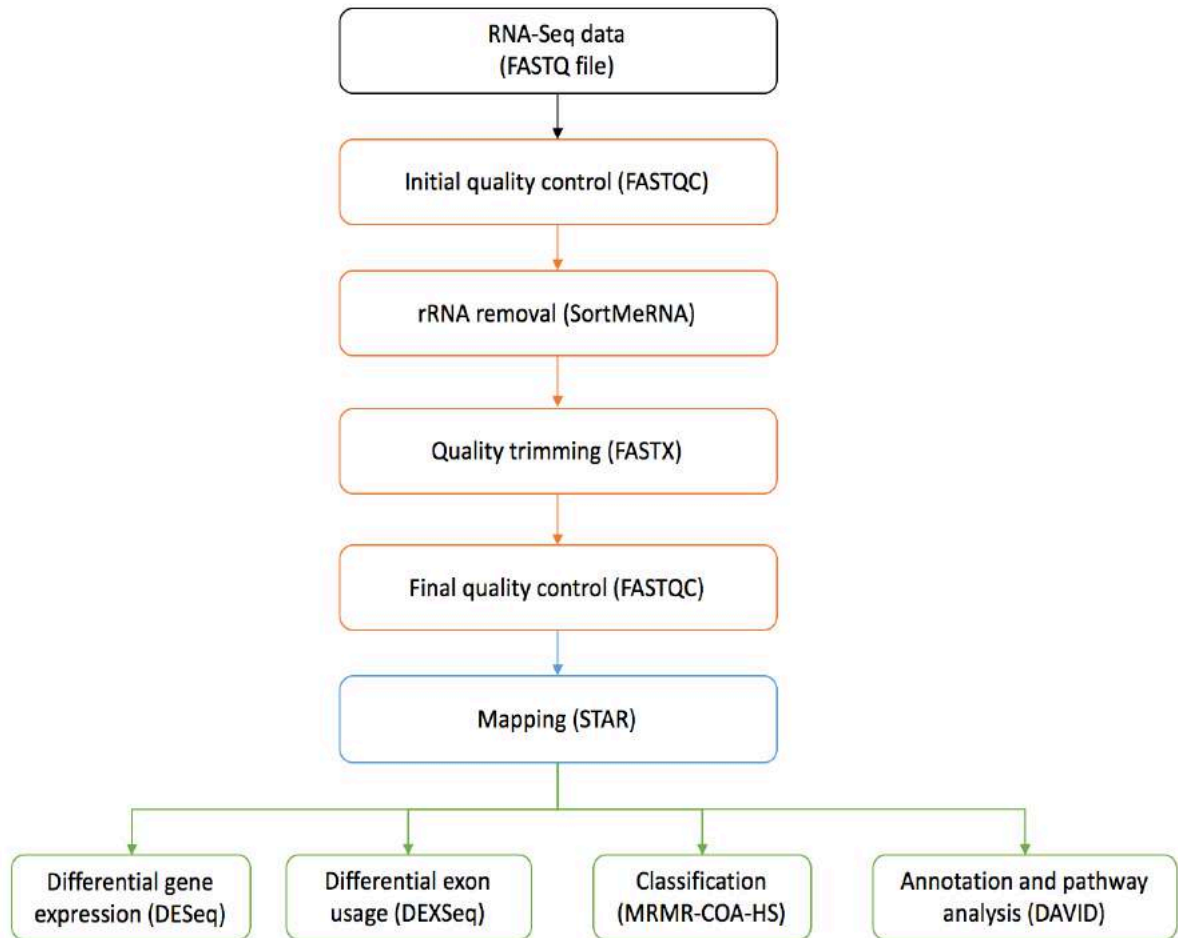 RNA-Seq data
(FASTQ file)
Initial quality control (FASTQC)
rRNA removal (SortMeRNA)
Quality trimming (FASTX)
Final quality control (FASTQC)
Mapping (STAR)
Differential gene
expression (DESeq)
Differential exon
usage (DEXSeq)
Classification
(MRMR-COA-HS)
Annotation and pathway
analysis (DAVID)